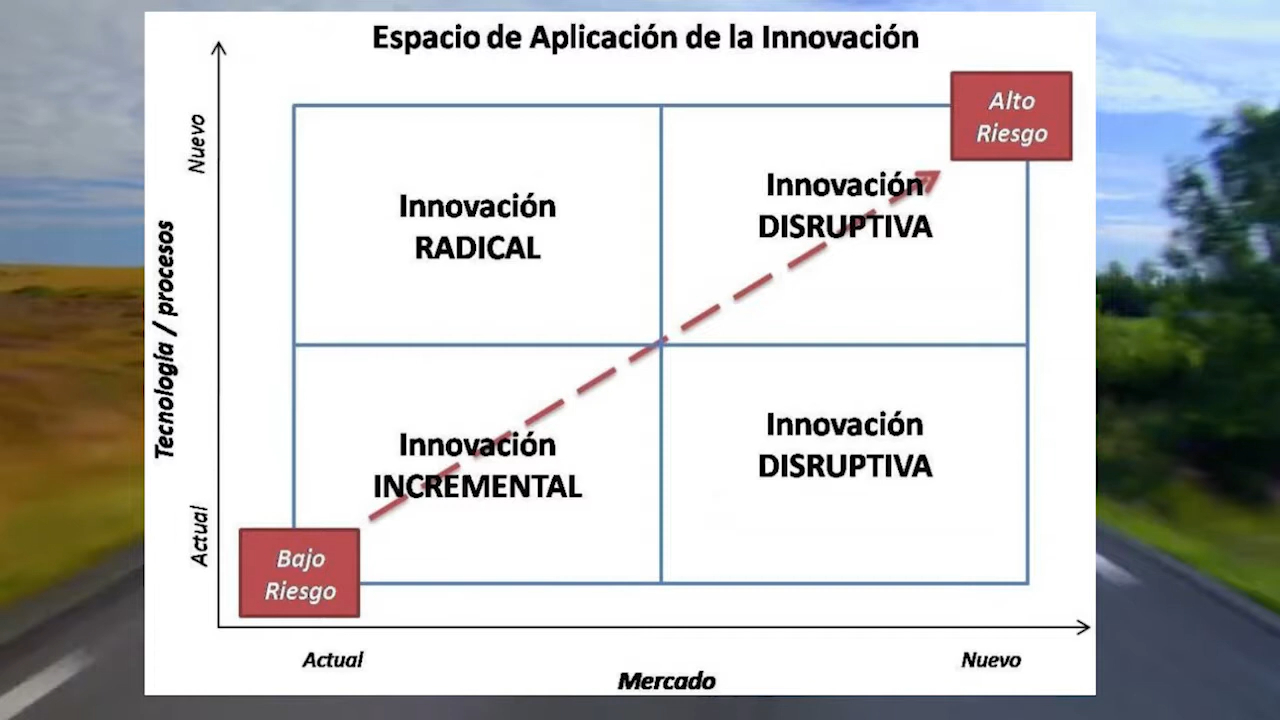 Espacio de Aplicación de la Innovación
Alto
Riesgo
Nuevo
Innovación
RADICAL
Innovación
DISRUPTIVA
Tecnología / procesos
Innovación
INCREMENTAL
Innovación
DISRUPTIVA
Actual
Bajo
Riesgo
Actual
Nuevo
Mercado